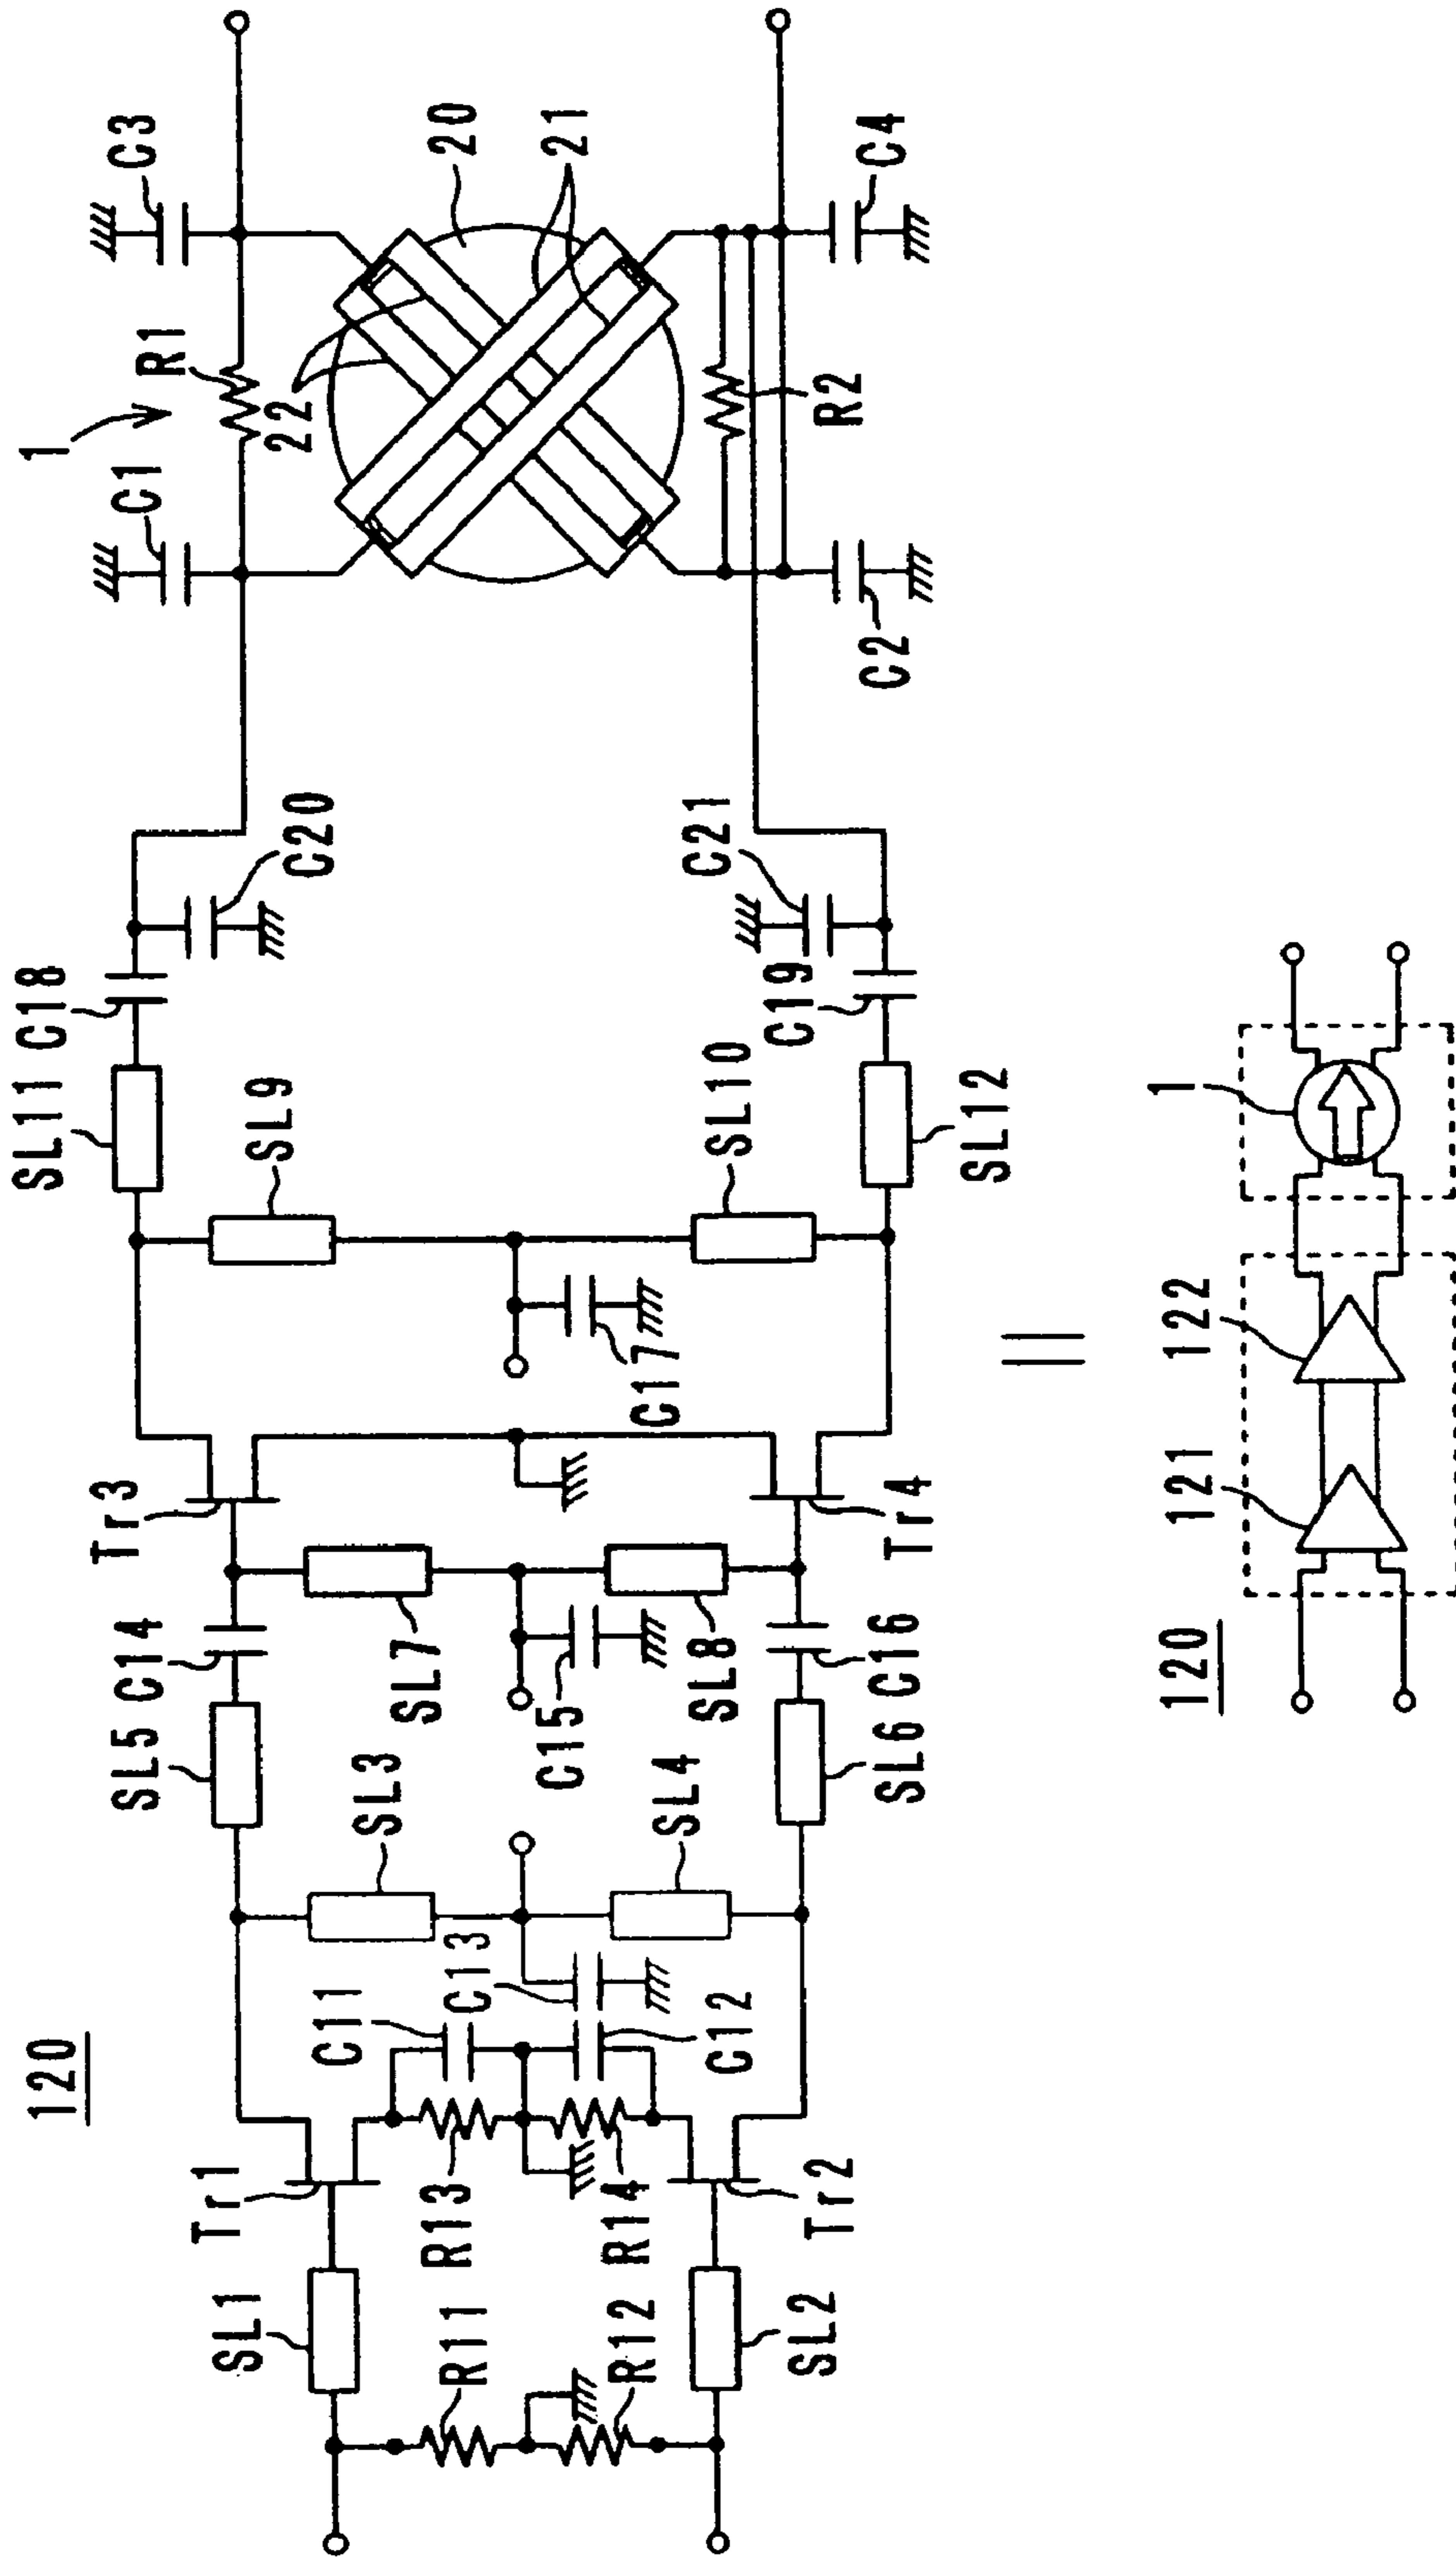 120
1
C1
R1
C3
22
20
21
R2
C2
C4
SL11
C18
C20
SL9
C21
C19
SL10
SL12
C17
Tr3
Tr4
SL5
C14
SL7
C15
SL8
SL6
C16
SL3
SL4
C11
C13
C12
Tr1
R13
R14
Tr2
SL1
R11
R12
SL2
120
121
122
1